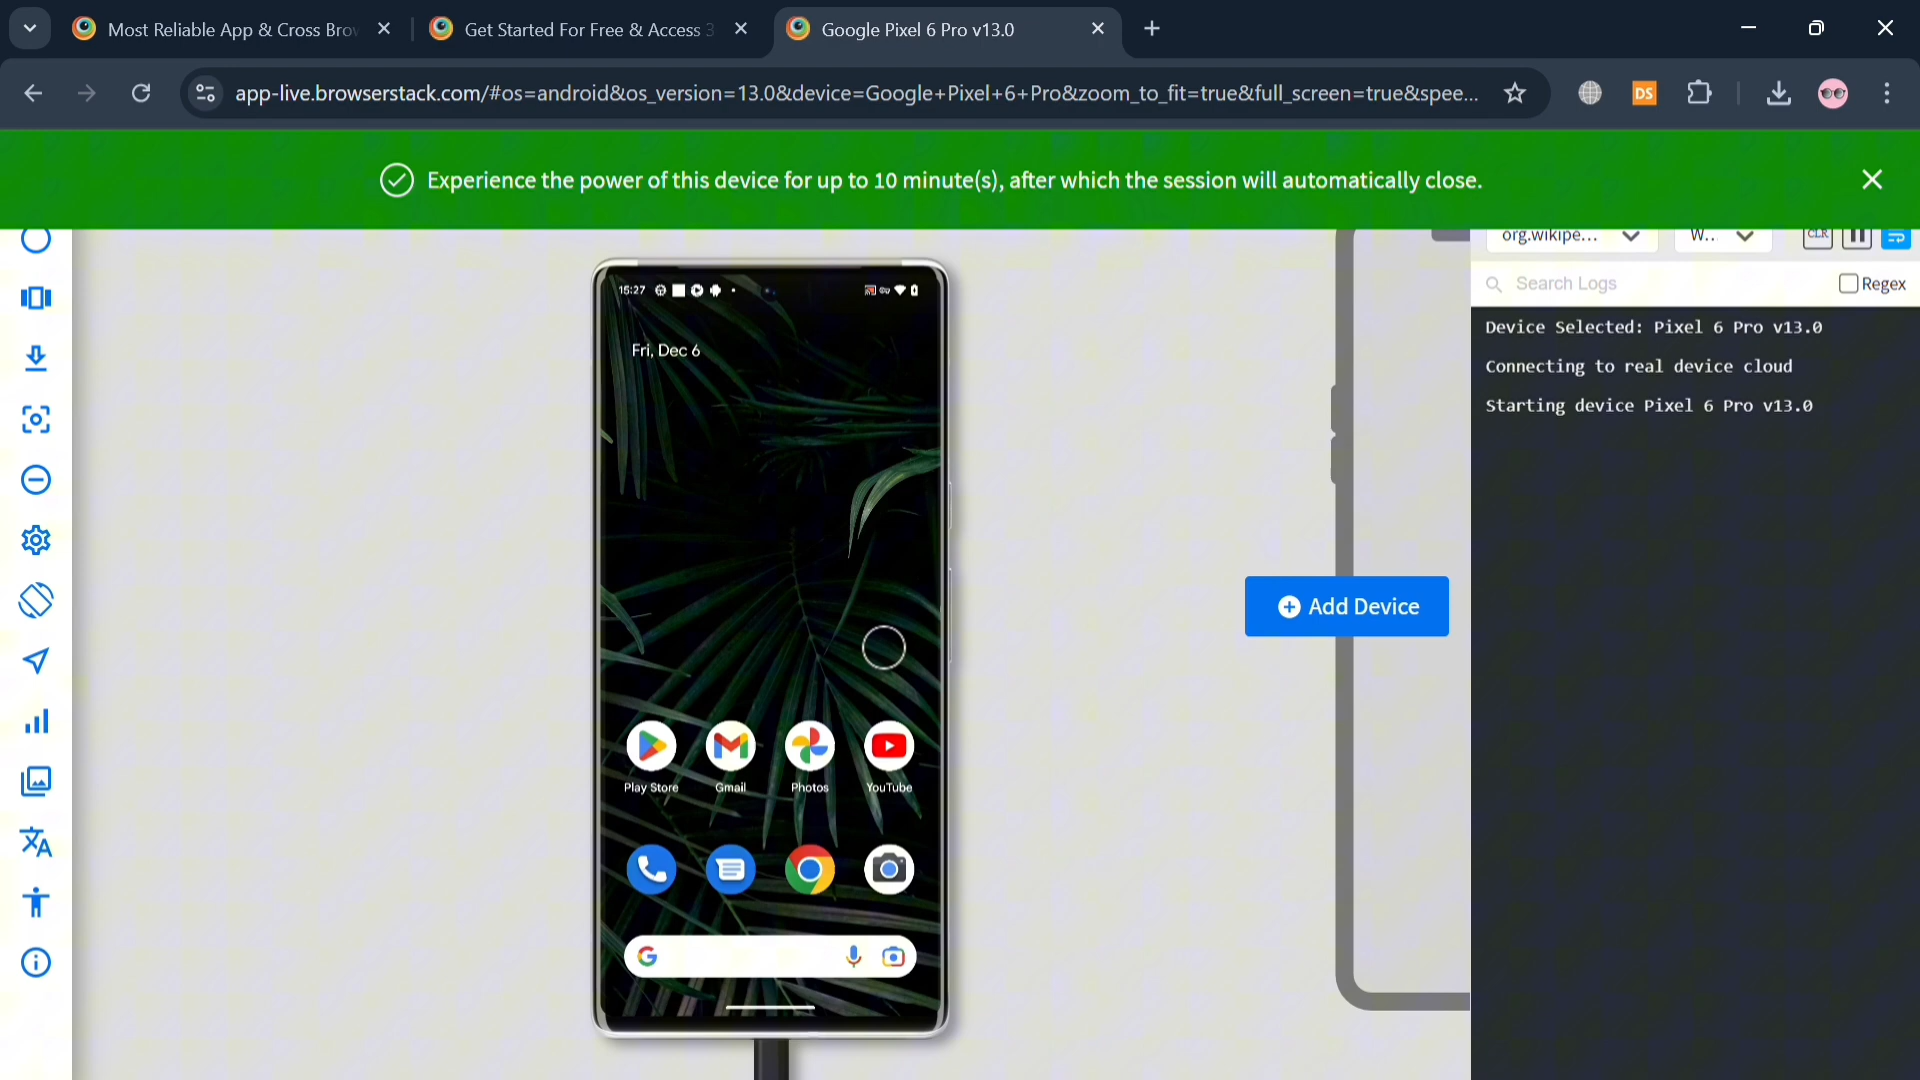 Most Reliable App & Cross Brow
Get Started For Free & Access 3
Google Pixel 6 Pro v13.0
app-live.browserstack.com/#os=android&os_version=13.0&device=Google+Pixel+6+Pro&zoom_to_fit=true&full_screen=true&spee...
DS
Experience the power of this device for up to 10 minute(s), after which the session will automatically close.
org.wikipe...
W...
CLR
Search Logs
Regex
Device Selected: Pixel 6 Pro v13.0
Connecting to real device cloud
Starting device Pixel 6 Pro v13.0
15:27
Fri, Dec 6
Add Device
Play Store
Gmail
Photos
YouTube